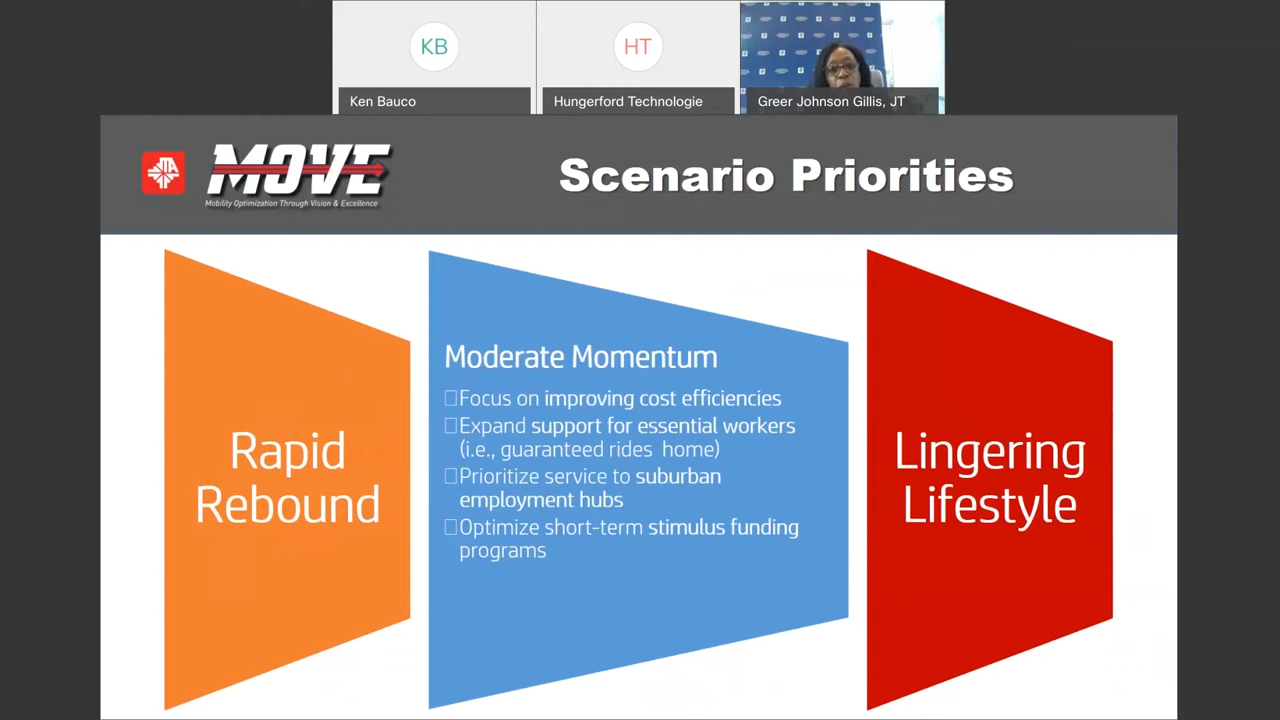 KB
HT
Ken Bauco
Hungerford Technologie
Greer Johnson Gillis, JT
JTA
MOVE
Mobility Optimization Through Vision & Excellence
Scenario Priorities
Rapid
Rebound
Moderate Momentum
Focus on improving cost efficiencies
Expand support for essential workers
(i.e., guaranteed rides home)
Prioritize service to suburban
employment hubs
Optimize short-term stimulus funding
programs
Lingering
Lifestyle